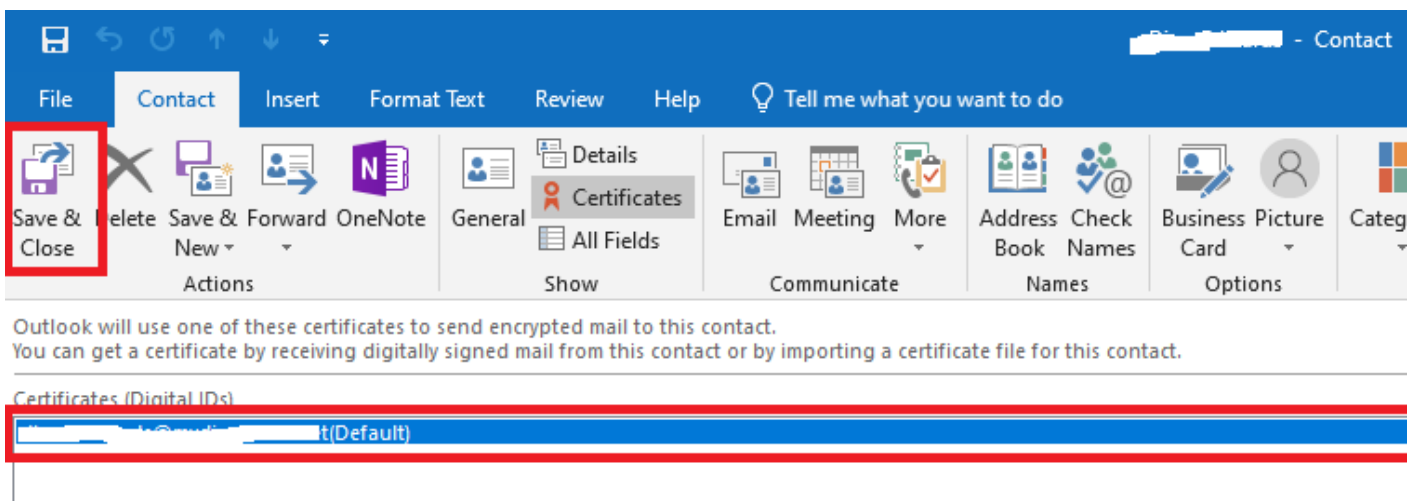 - Contact
File Contact Insert Format Text Review Help Tell me what you want to do
Save & Close Delete Save & New Forward OneNote General Details Certificates All Fields Email Meeting More Address Book Check Names Business Card Picture
Actions Show Communicate Names Options
Outlook will use one of these certificates to send encrypted mail to this contact.
You can get a certificate by receiving digitally signed mail from this contact or by importing a certificate file for this contact.
Certificates (Digital IDs)
(Default)